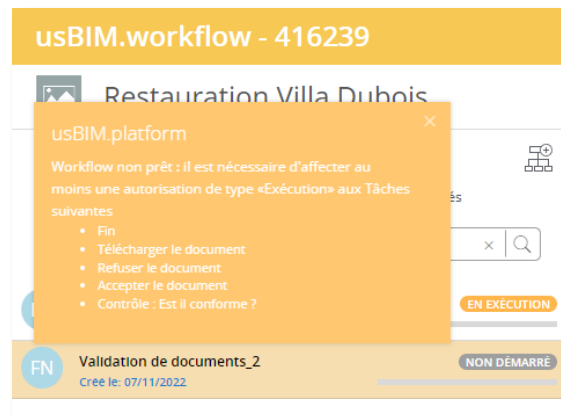 usBIM.workflow - 416239
Restauration Villa Dubois
usBIM.platform
Workflow non prêt : il est nécessaire d'affecter au
moins une autorisation de type «Exécution» aux Tâches
suivantes
• Fin
• Télécharger le document
• Refuser le document
• Accepter le document
• Contrôle : Est il conforme ?
és
EN EXÉCUTION
FN
Validation de documents_2
NON DÉMARRÉ
Créé le: 07/11/2022